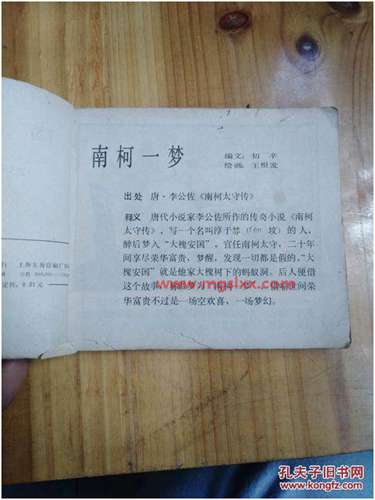 南柯一梦
编文：初 辛
绘画：王根发
出处 唐·李公佐《南柯太守传》
释义 唐代小说家李公佐所作的传奇小说《南柯
太守传》，写一个名叫淳于棼（fén 坟）的人，
醉后梦入“大槐安国”，官任南柯太守，二十年
间享尽荣华富贵，梦醒，发现一切都是假的，“大
槐安国”就是他家大槐树下的蚂蚁洞。后人便借
这个故事
荣华富贵不过是一场空欢喜，一场梦幻。
www.mgslxx.com
孔夫子旧书网
www.kongfz.com